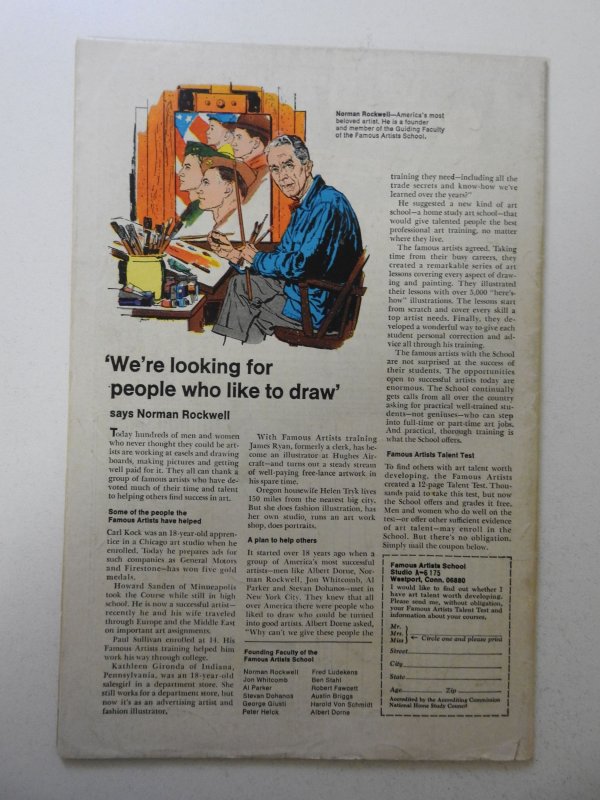 Norman Rockwell—America's most
beloved artist. He is a founder
and member of the Guiding Faculty
of the Famous Artists School.
'We're looking for
people who like to draw'
says Norman Rockwell
Today hundreds of men and women
who never thought they could be art-
ists are working at easels and drawing
boards, making pictures and getting
well paid for it. They all can thank a
group of famous artists who have de-
voted much of their time and talent
to helping others find success in art.
Some of the people the
Famous Artists have helped
Carl Kock was an 18-year-old appren-
tice in a Chicago art studio when he
enrolled. Today he prepares ads for
such companies as General Motors
and Firestone—has won five gold
medals.
Howard Sanden of Minneapolis
took the Course while still in high
school. He is now a successful artist—
recently he and his wife traveled
through Europe and the Middle East
on important art assignments.
Paul Sullivan enrolled at 14. His
Famous Artists training helped him
work his way through college.
Kathleen Gironda of Indiana,
Pennsylvania, was an 18-year-old
salesgirl in a department store. She
still works for a department store, but
now it's as an advertising artist and
fashion illustrator.
With Famous Artists training
James Ryan, formerly a clerk, has be-
come an illustrator at Hughes Air-
craft—and turns out a steady stream
of well-paying free-lance artwork in
his spare time.
Oregon housewife Helen Tryk lives
150 miles from the nearest big city.
But she does fashion illustration, has
her own studio, runs an art work
shop, does portraits.
A plan to help others
It started over 18 years ago when a
group of America's most successful
artists—men like Albert Dorne, Nor-
man Rockwell, Jon Whitcomb, Al
Parker and Stevan Dohanos—met in
New York City. They knew that all
over America there were people who
liked to draw who could be turned
into good artists. Albert Dorne asked,
"Why can't we give these people the
Founding Faculty of the
Famous Artists School
Norman Rockwell Fred Ludekens
Jon Whitcomb Ben Stahl
Al Parker Robert Fawcett
Stevan Dohanos Austin Briggs
George Giusti Harold Von Schmidt
Peter Helck Albert Dorne
training they need—including all the
trade secrets and know-how we've
learned over the years?"
He suggested a new kind of art
school—a home study art school—that
would give talented people the best
professional art training, no matter
where they live.
The famous artists agreed. Taking
time from their busy careers, they
created a remarkable series of art
lessons covering every aspect of draw-
ing and painting. They illustrated
their lessons with over 5,000 "here's-
how" illustrations. The lessons start
from scratch and cover every skill a
top artist needs. Finally, they de-
veloped a wonderful way to give each
student personal correction and ad-
vice all through his training.
The famous artists with the School
are not surprised at the success of
their students. The opportunities
open to successful artists today are
enormous. The School continually
gets calls from all over the country
asking for practical well-trained stu-
dents—not geniuses—who can step
into full-time or part-time art jobs.
And practical, thorough training is
what the School offers.
Famous Artists Talent Test
To find others with art talent worth
developing, the Famous Artists
created a 12-page Talent Test. Thou-
sands paid to take this test, but now
the School offers and grades it free.
Men and women who do well on the
test—or offer other sufficient evidence
of art talent—may enroll in the
School. But there's no obligation.
Simply mail the coupon below.
Famous Artists School
Studio
Westport, Conn. 06880
I would like to find out whether I
have art talent worth developing.
Please send me, without obligation,
your Famous Artists Talent Test and
information about your courses.
Mr.
Mrs.
Miss Circle one and please print
Street
City
State
Age Zip
Accredited by the Accrediting Commission
National Home Study Council